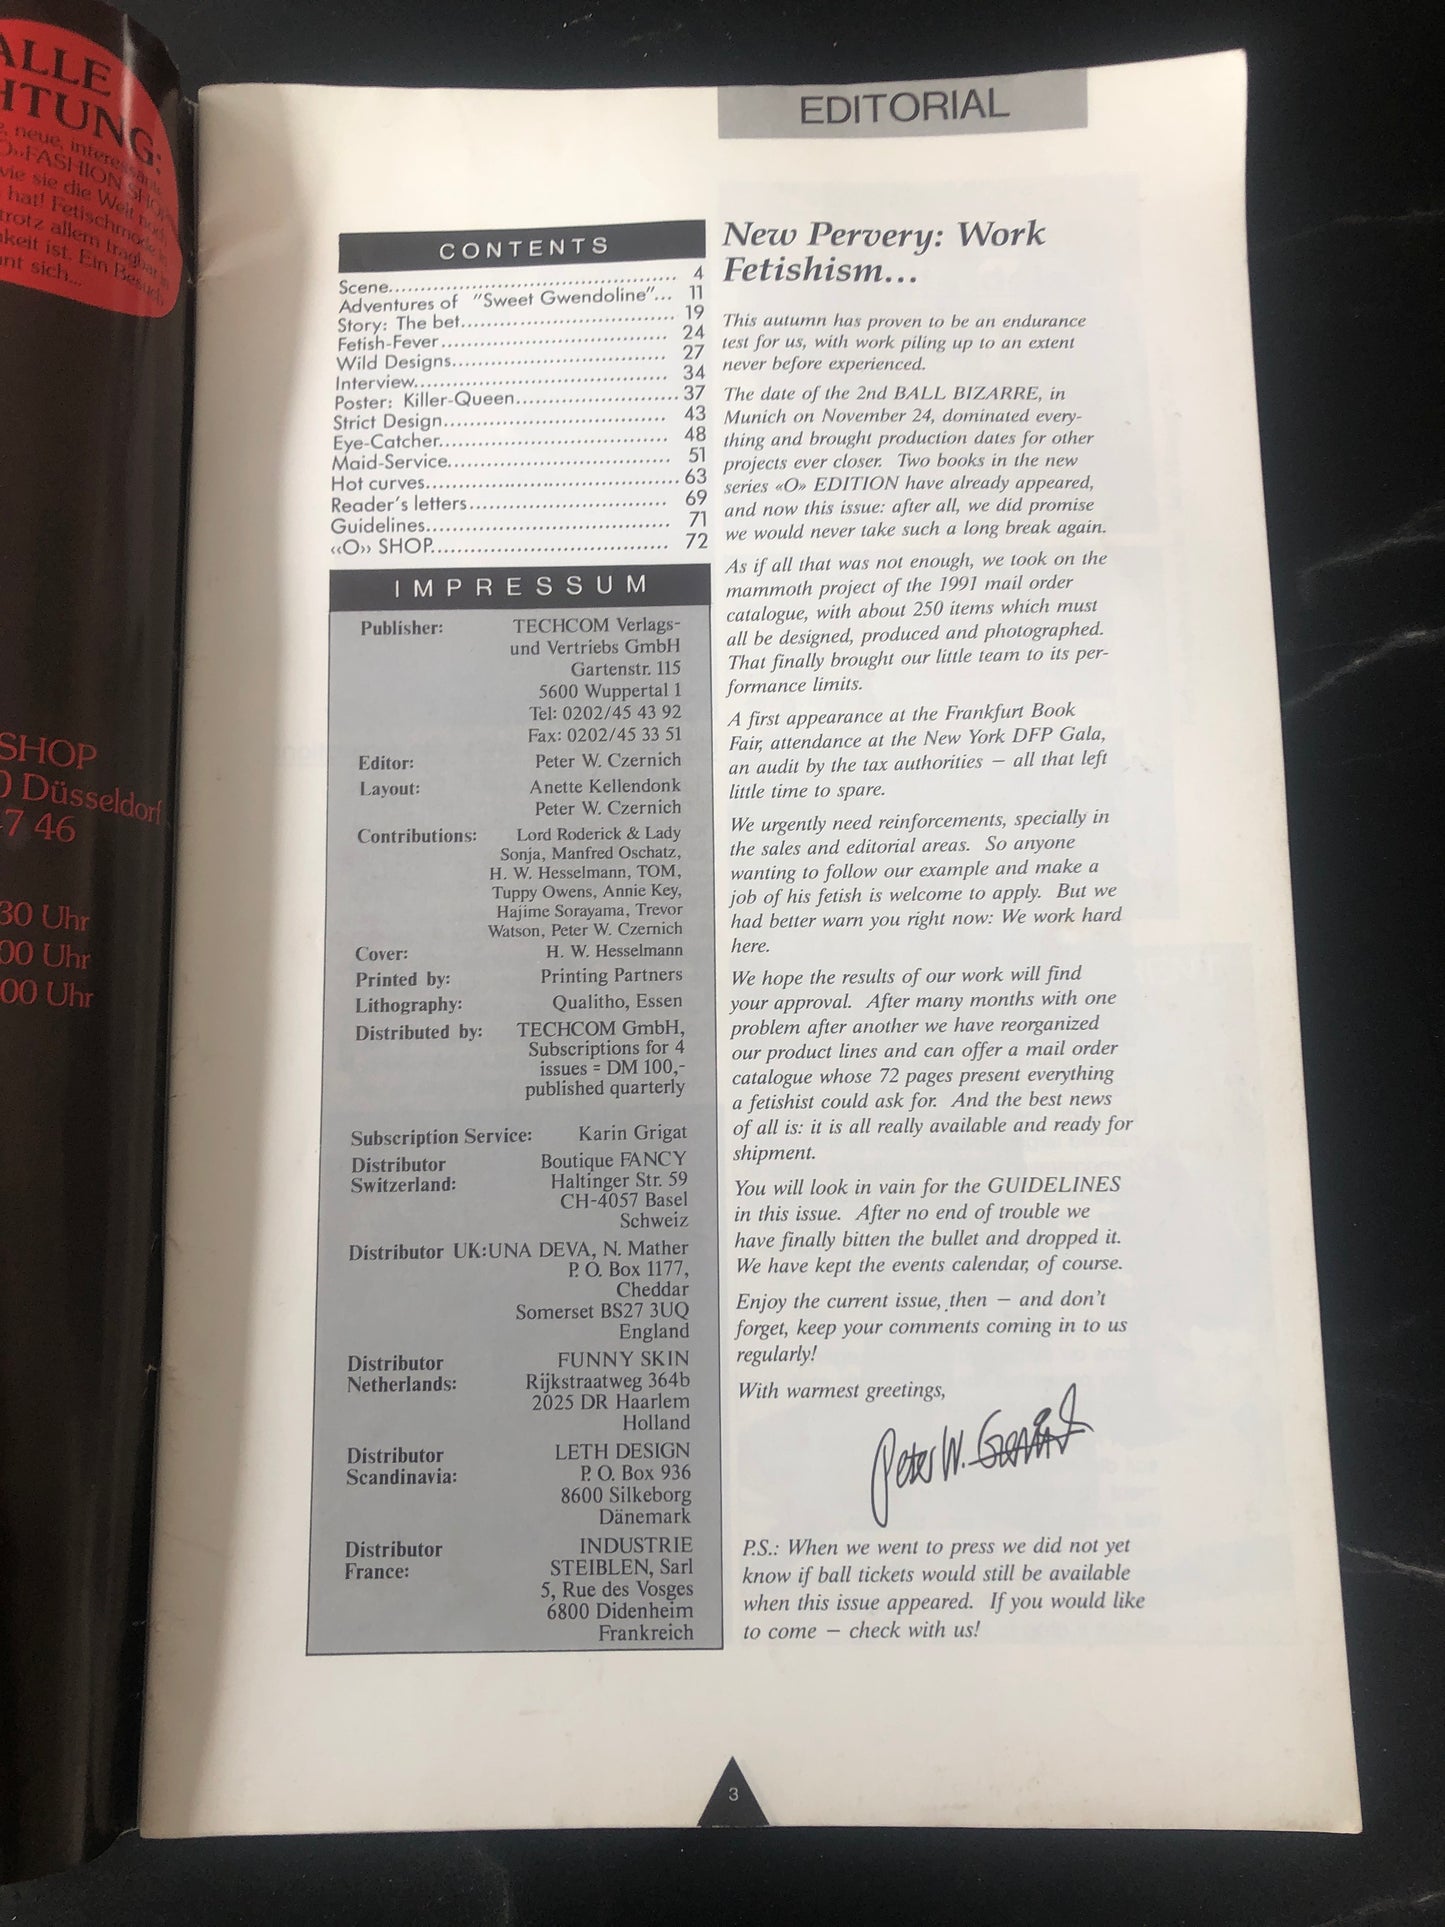 ALLE
HTUNG:
neue, interessante
FASHION SHOP
wie sie die Welt noch
hat! Fetischmode
trotz allem tragbar
keit ist. Ein Besuch
nt sich...
SHOP
0 Düsseldorf
7 46
30 Uhr
00 Uhr
00 Uhr
EDITORIAL
CONTENTS
Scene.......... 4
Adventures of "Sweet Gwendoline"... 11
Story: The bet.......... 19
Fetish-Fever.......... 24
Wild Designs.......... 27
Interview.......... 34
Poster: Killer-Queen.......... 37
Strict Design.......... 43
Eye-Catcher.......... 48
Maid-Service.......... 51
Hot curves.......... 63
Reader's letters.......... 69
Guidelines.......... 71
‹‹O›› SHOP.......... 72
IMPRESSUM
Publisher: TECHCOM Verlags-
und Vertriebs GmbH
Gartenstr. 115
5600 Wuppertal 1
Tel: 0202/45 43 92
Fax: 0202/45 33 51
Editor: Peter W. Czernich
Layout: Anette Kellendonk
Peter W. Czernich
Contributions: Lord Roderick & Lady
Sonja, Manfred Oschatz,
H. W. Hesselmann, TOM,
Tuppy Owens, Annie Key,
Hajime Sorayama, Trevor
Watson, Peter W. Czernich
Cover: H. W. Hesselmann
Printed by: Printing Partners
Lithography: Qualitho, Essen
Distributed by: TECHCOM GmbH,
Subscriptions for 4
issues = DM 100,-
published quarterly
Subscription Service: Karin Grigat
Distributor Boutique FANCY
Switzerland: Haltinger Str. 59
CH-4057 Basel
Schweiz
Distributor UK:UNA DEVA, N. Mather
P. O. Box 1177,
Cheddar
Somerset BS27 3UQ
England
Distributor FUNNY SKIN
Netherlands: Rijkstraatweg 364b
2025 DR Haarlem
Holland
Distributor LETH DESIGN
Scandinavia: P. O. Box 936
8600 Silkeborg
Dänemark
Distributor INDUSTRIE
France: STEIBLEN, Sarl
5, Rue des Vosges
6800 Didenheim
Frankreich
New Pervery: Work
Fetishism...
This autumn has proven to be an endurance
test for us, with work piling up to an extent
never before experienced.
The date of the 2nd BALL BIZARRE, in
Munich on November 24, dominated every-
thing and brought production dates for other
projects ever closer. Two books in the new
series «O» EDITION have already appeared,
and now this issue: after all, we did promise
we would never take such a long break again.
As if all that was not enough, we took on the
mammoth project of the 1991 mail order
catalogue, with about 250 items which must
all be designed, produced and photographed.
That finally brought our little team to its per-
formance limits.
A first appearance at the Frankfurt Book
Fair, attendance at the New York DFP Gala,
an audit by the tax authorities – all that left
little time to spare.
We urgently need reinforcements, specially in
the sales and editorial areas. So anyone
wanting to follow our example and make a
job of his fetish is welcome to apply. But we
had better warn you right now: We work hard
here.
We hope the results of our work will find
your approval. After many months with one
problem after another we have reorganized
our product lines and can offer a mail order
catalogue whose 72 pages present everything
a fetishist could ask for. And the best news
of all is: it is all really available and ready for
shipment.
You will look in vain for the GUIDELINES
in this issue. After no end of trouble we
have finally bitten the bullet and dropped it.
We have kept the events calendar, of course.
Enjoy the current issue, then – and don't
forget, keep your comments coming in to us
regularly!
With warmest greetings,
Peter W. Czernich
P.S.: When we went to press we did not yet
know if ball tickets would still be available
when this issue appeared. If you would like
to come – check with us!
3